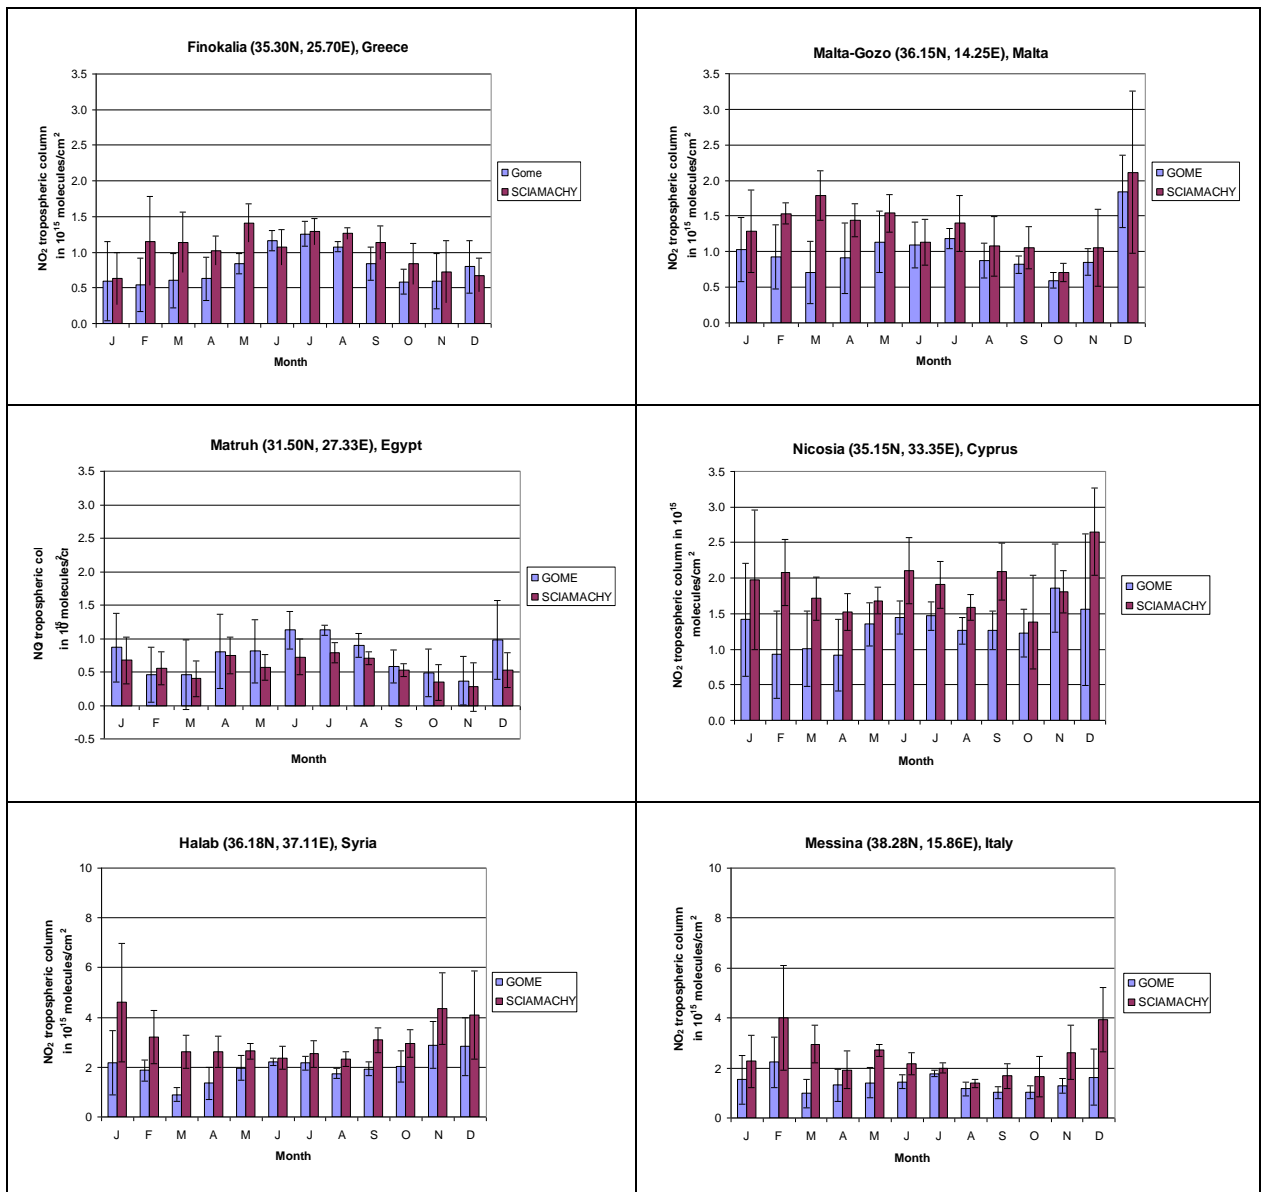 Finokalia (35.30N, 25.70E), Greece
NO2 tropospheric column
in 10^15 molecules/cm^2
3.5
3.0
2.5
2.0
1.5
1.0
0.5
0.0
J F M A M J J A S O N D
Month
Gome
SCIAMACHY
Malta-Gozo (36.15N, 14.25E), Malta
NO2 tropospheric column
in 10^15 molecules/cm^2
3.5
3.0
2.5
2.0
1.5
1.0
0.5
0.0
J F M A M J J A S O N D
Month
GOME
SCIAMACHY
Matruh (31.50N, 27.33E), Egypt
tropospheric col
molecules/
3.5
3.0
2.5
2.0
1.5
1.0
0.5
0.0
-0.5
J F M A M J J A S O N D
Month
GOME
SCIAMACHY
Nicosia (35.15N, 33.35E), Cyprus
NO2 tropospheric column in 10^15
molecules/cm^2
3.5
3.0
2.5
2.0
1.5
1.0
0.5
0.0
J F M A M J J A S O N D
Month
GOME
SCIAMACHY
Halab (36.18N, 37.11E), Syria
NO2 tropospheric column
in 10^15 molecules/cm^2
10
8
6
4
2
0
J F M A M J J A S O N D
Month
GOME
SCIAMACHY
Messina (38.28N, 15.86E), Italy
NO2 tropospheric column
in 10^15 molecules/cm^2
10
8
6
4
2
0
J F M A M J J A S O N D
Month
GOME
SCIAMACHY